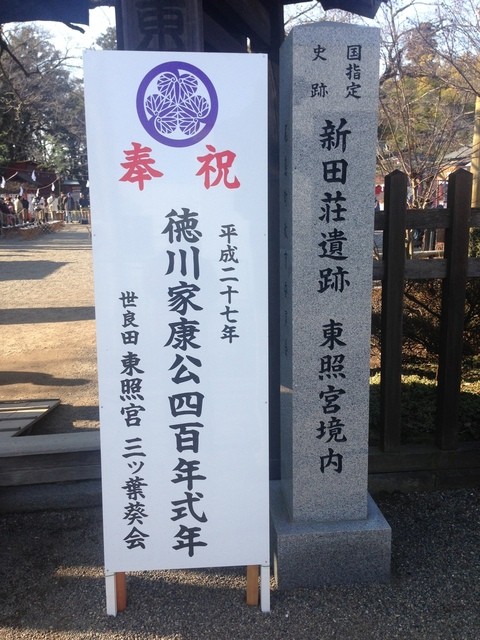 東
国指定
史跡
新田荘遺跡 東照宮境内
奉祝
平成二十七年
徳川家康公四百年式年
世良田 東照宮 三ッ葉葵会